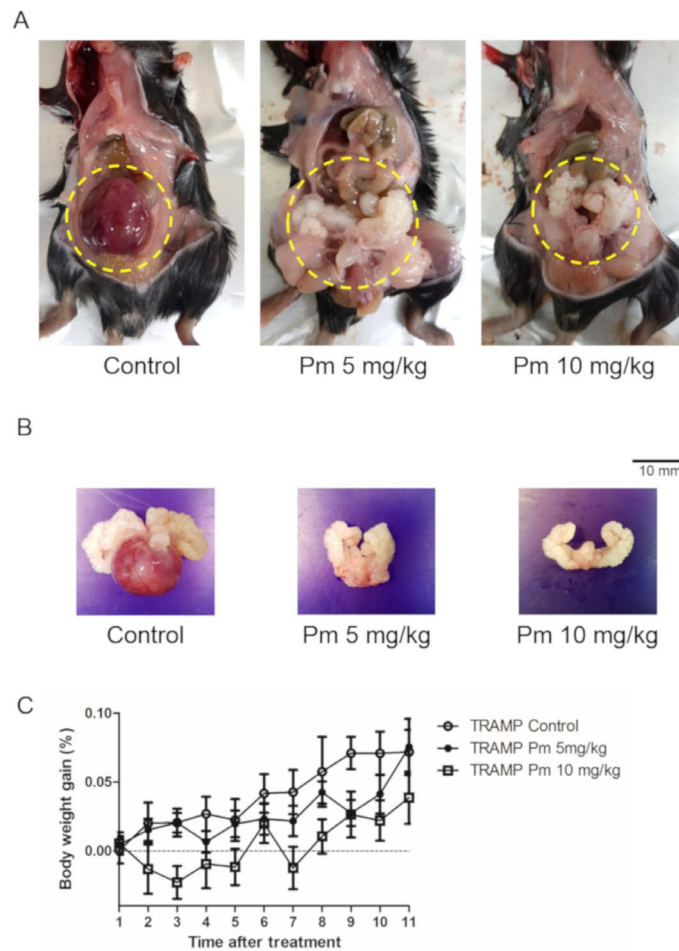 A
Control
Pm 5 mg/kg
Pm 10 mg/kg
B
10 mm
Control
Pm 5 mg/kg
Pm 10 mg/kg
C
Body weight gain (%)
0.10
0.05
0.00
1 2 3 4 5 6 7 8 9 10 11
Time after treatment
TRAMP Control
TRAMP Pm 5mg/kg
TRAMP Pm 10 mg/kg